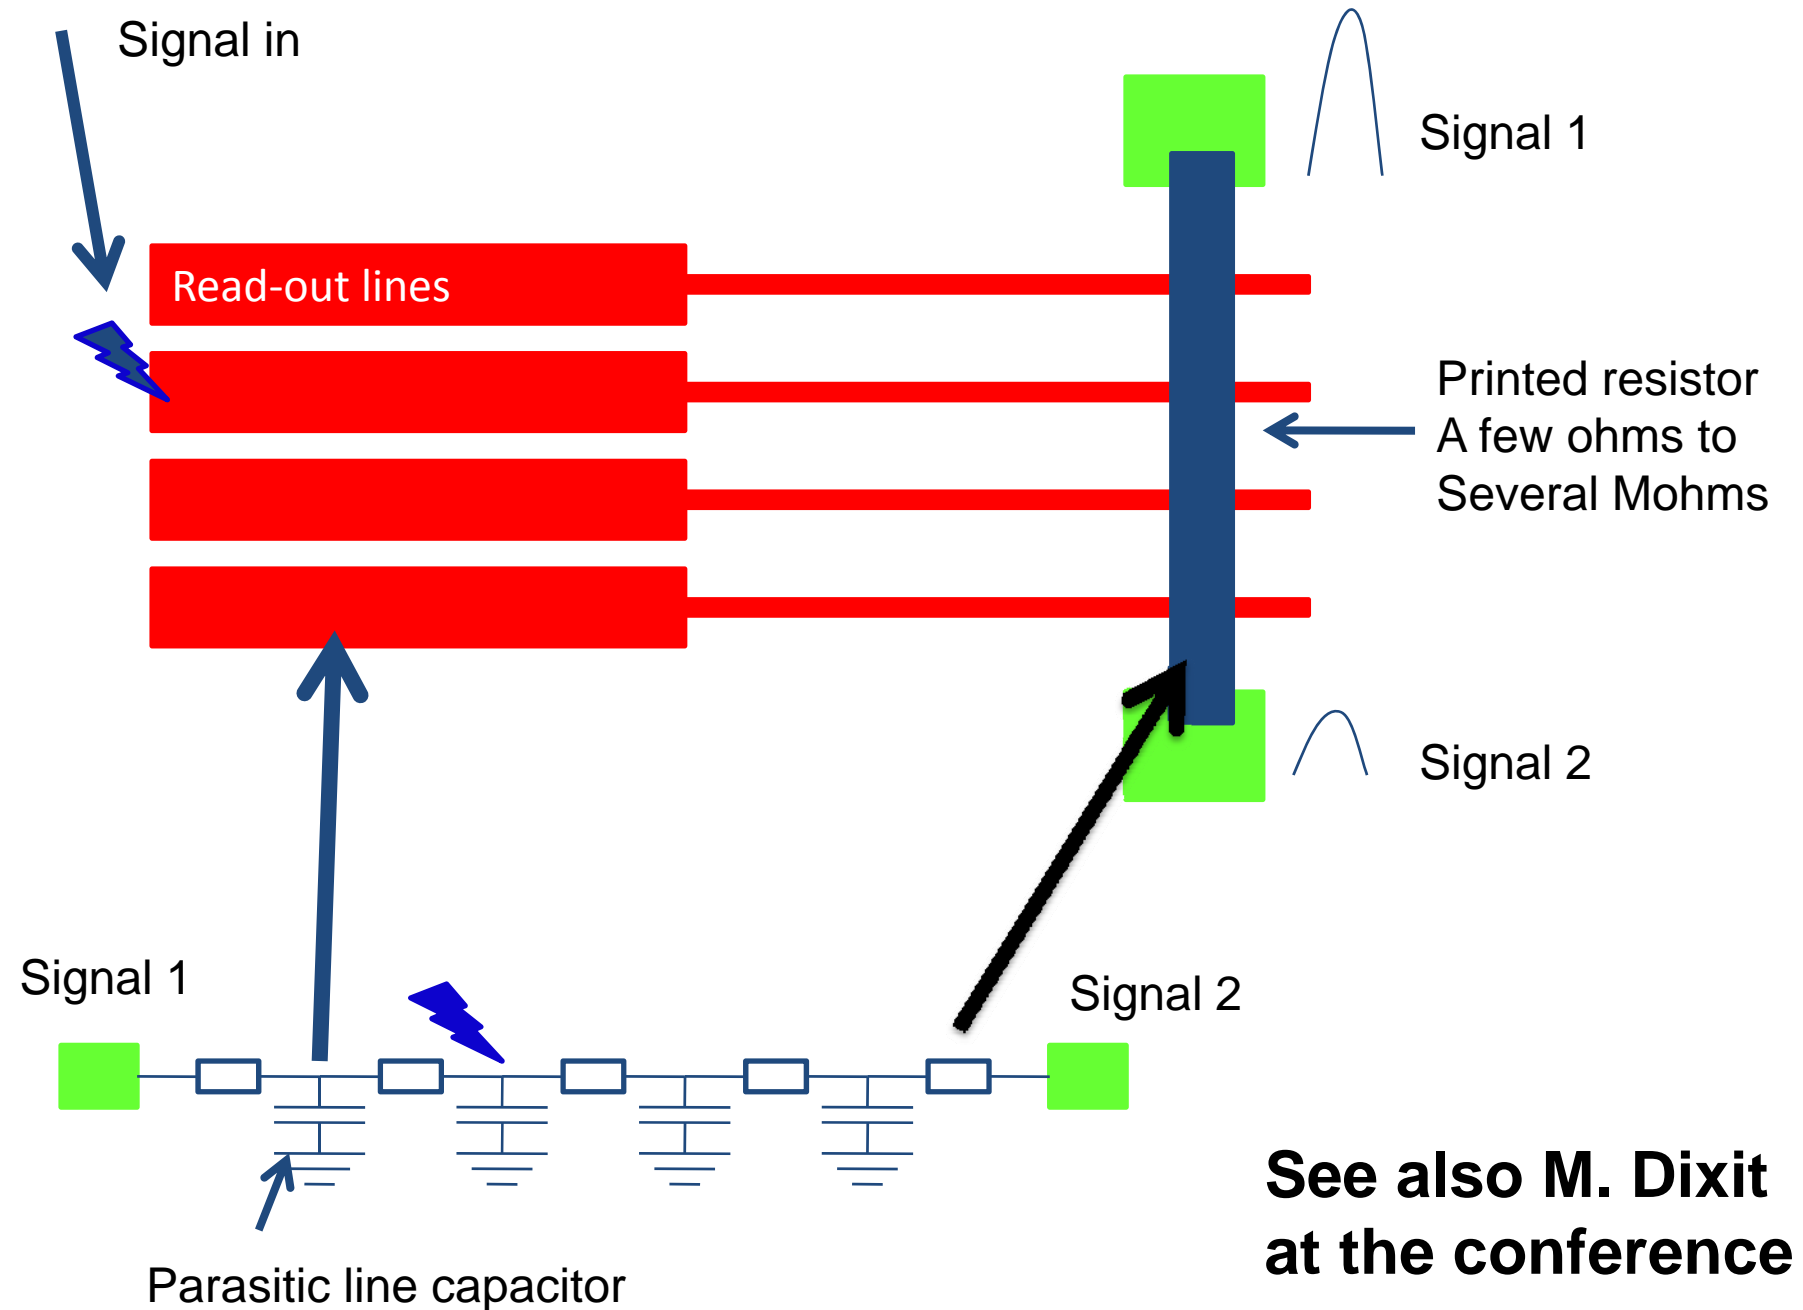 Signal in
Signal 1
Read-out lines
Printed resistor
A few ohms to
Several Mohms
Signal 2
Signal 1
Signal 2
Parasitic line capacitor
See also M. Dixit
at the conference